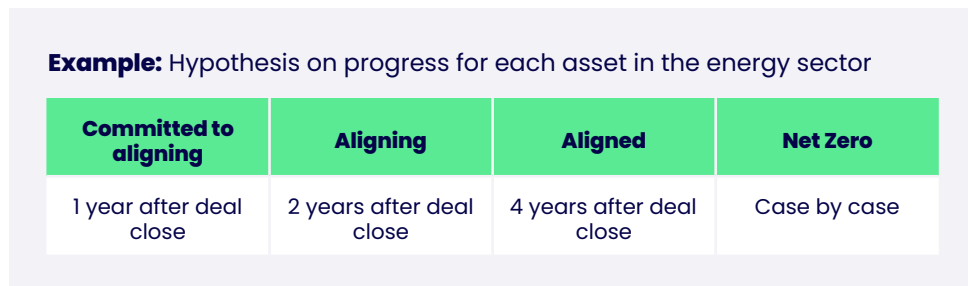 Example: Hypothesis on progress for each asset in the energy sector
Committed to
aligning
Aligning
Aligned
Net Zero
1 year after deal
close
2 years after deal
close
4 years after deal
close
Case by case